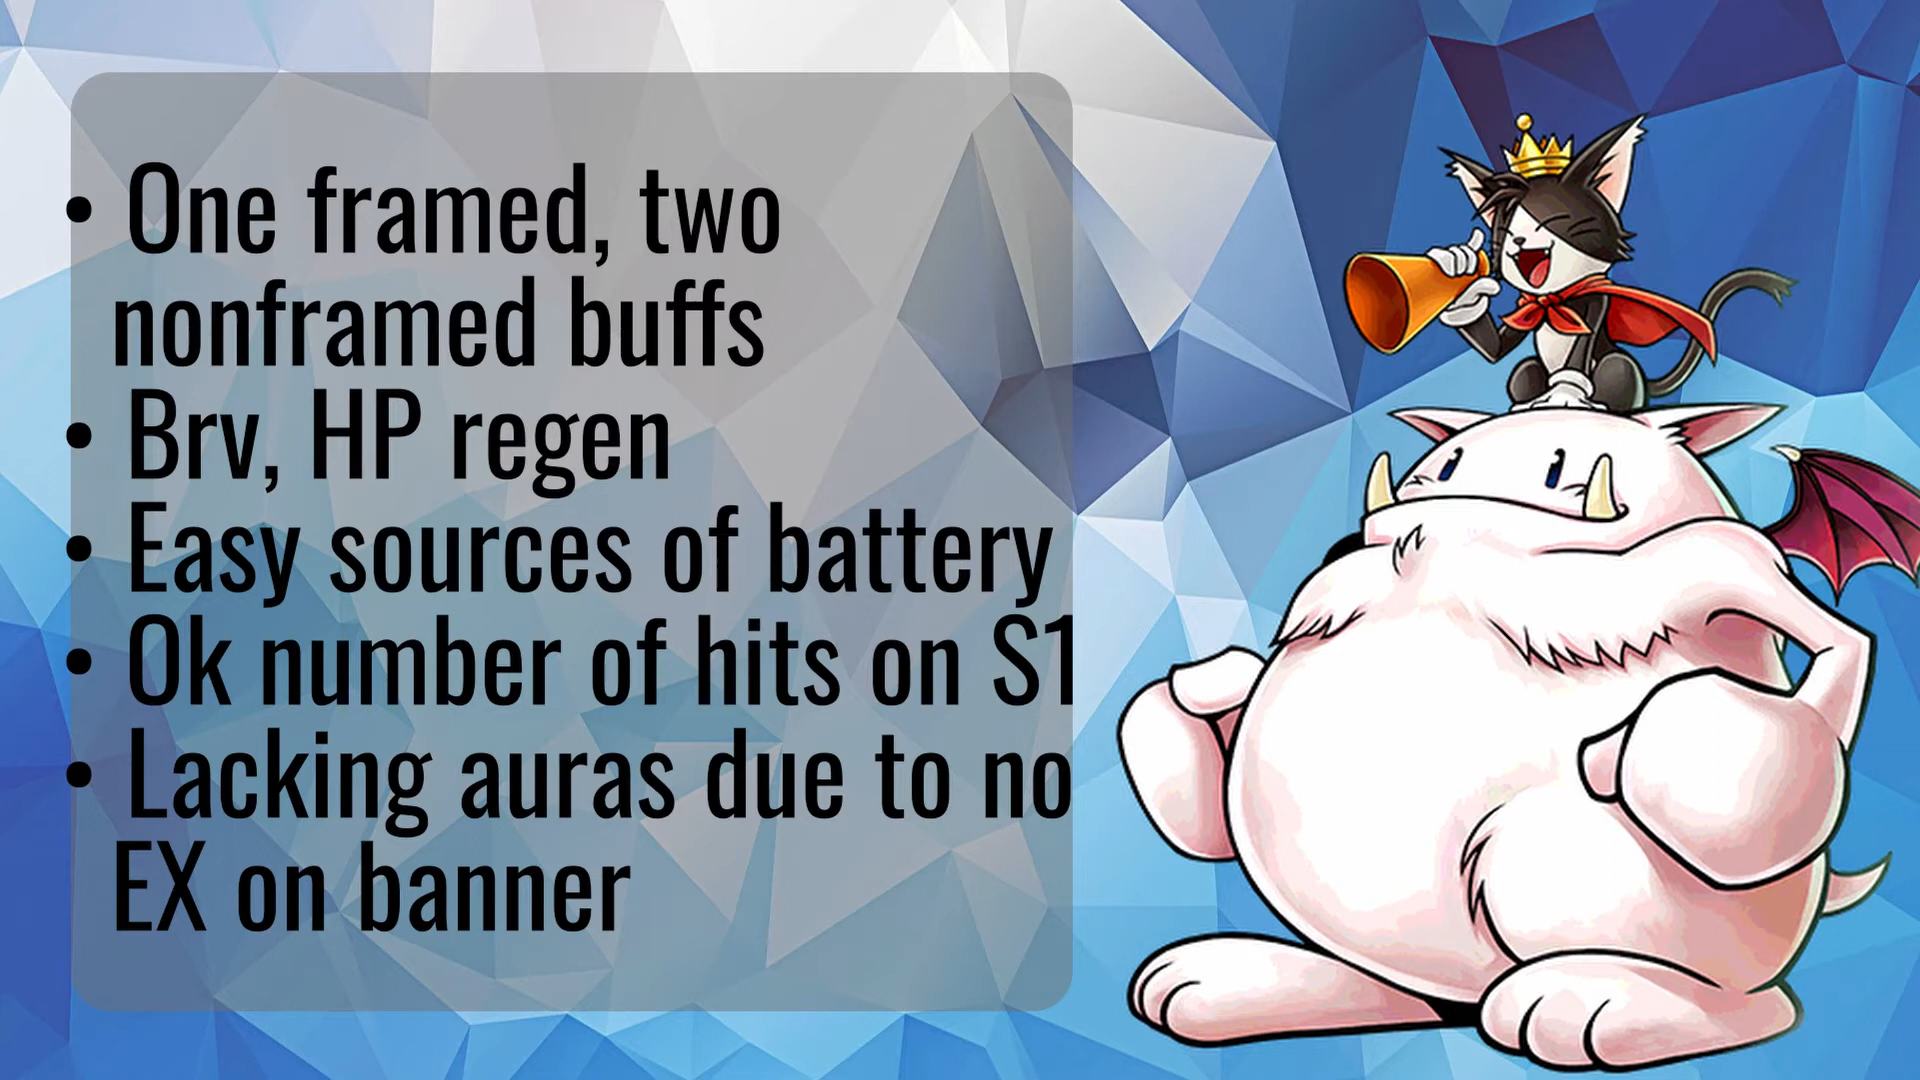 • One framed, two
nonframed buffs
• Brv, HP regen
• Easy sources of battery
• Ok number of hits on S1
• Lacking auras due to no
EX on banner